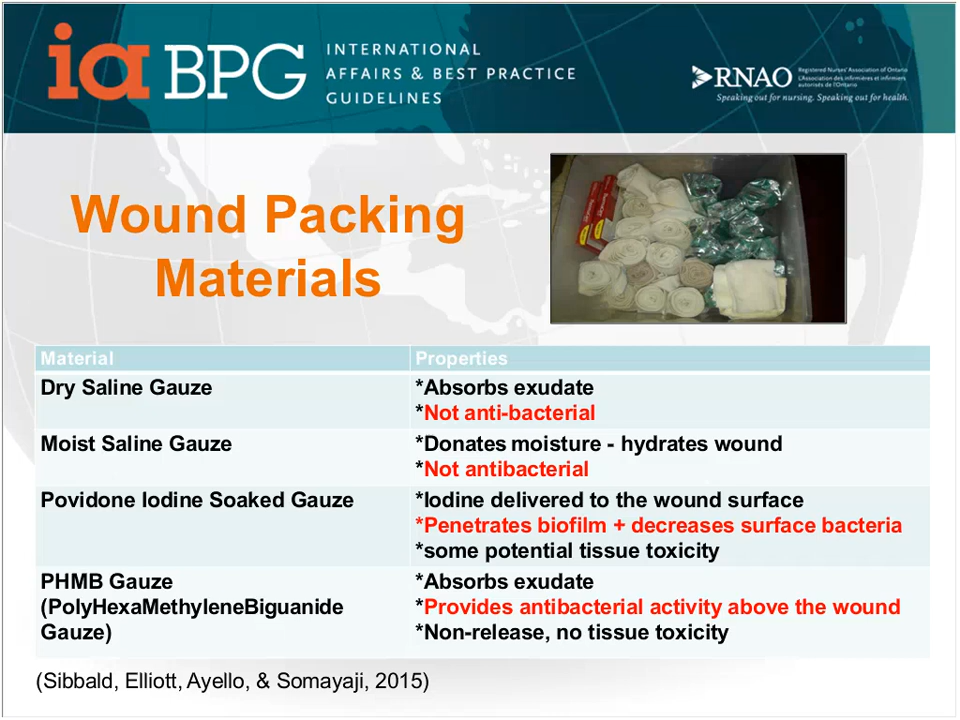 ia BPG
INTERNATIONAL
AFFAIRS & BEST PRACTICE
GUIDELINES
RNAO
Registered Nurses' Association of Ontario
L'Association des infirmières et infirmiers
autorisés de l'Ontario
Speaking out for nursing. Speaking out for health.
Wound Packing
Materials
Material Properties
Dry Saline Gauze *Absorbs exudate
*Not anti-bacterial
Moist Saline Gauze *Donates moisture - hydrates wound
*Not antibacterial
Povidone Iodine Soaked Gauze *Iodine delivered to the wound surface
*Penetrates biofilm + decreases surface bacteria
*some potential tissue toxicity
PHMB Gauze *Absorbs exudate
(PolyHexaMethyleneBiguanide *Provides antibacterial activity above the wound
Gauze) *Non-release, no tissue toxicity
(Sibbald, Elliott, Ayello, & Somayaji, 2015)